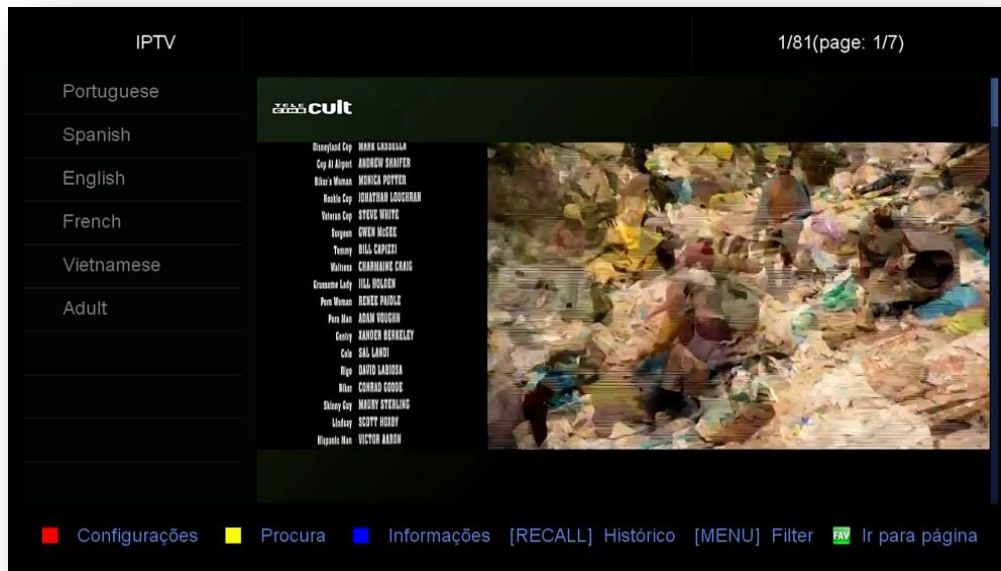 IPTV
1/81(page: 1/7)
Portuguese
Spanish
English
French
Vietnamese
Adult
TELE
CINE cult
Disneyland Cop MARK CASSELLA
Cop At Airport ANDREW SHAIFER
Biker's Woman MONICA POTTER
Rookie Cop JONATHAN LOUGHRAN
Veteran Cop STEVE WHITE
Surgeon GWEN McGEE
Tommy BILL CAPIZZI
Waitress CHARMAINE CRAIG
Gruesome Lady JILL HOLDEN
Porn Woman RENEE
Porn Man ADAM VOUGHN
Gentry XANDER BERKELEY
Cole SAL LANDI
Rigo DAVID LABIOSA
Biker CONRAD GOODE
Skinny Guy MAURY STERLING
Lindsay SCOTT
Hispanic Man VICTOR AARON
Configurações Procura Informações [RECALL] Histórico [MENU] Filter FAV Ir para página